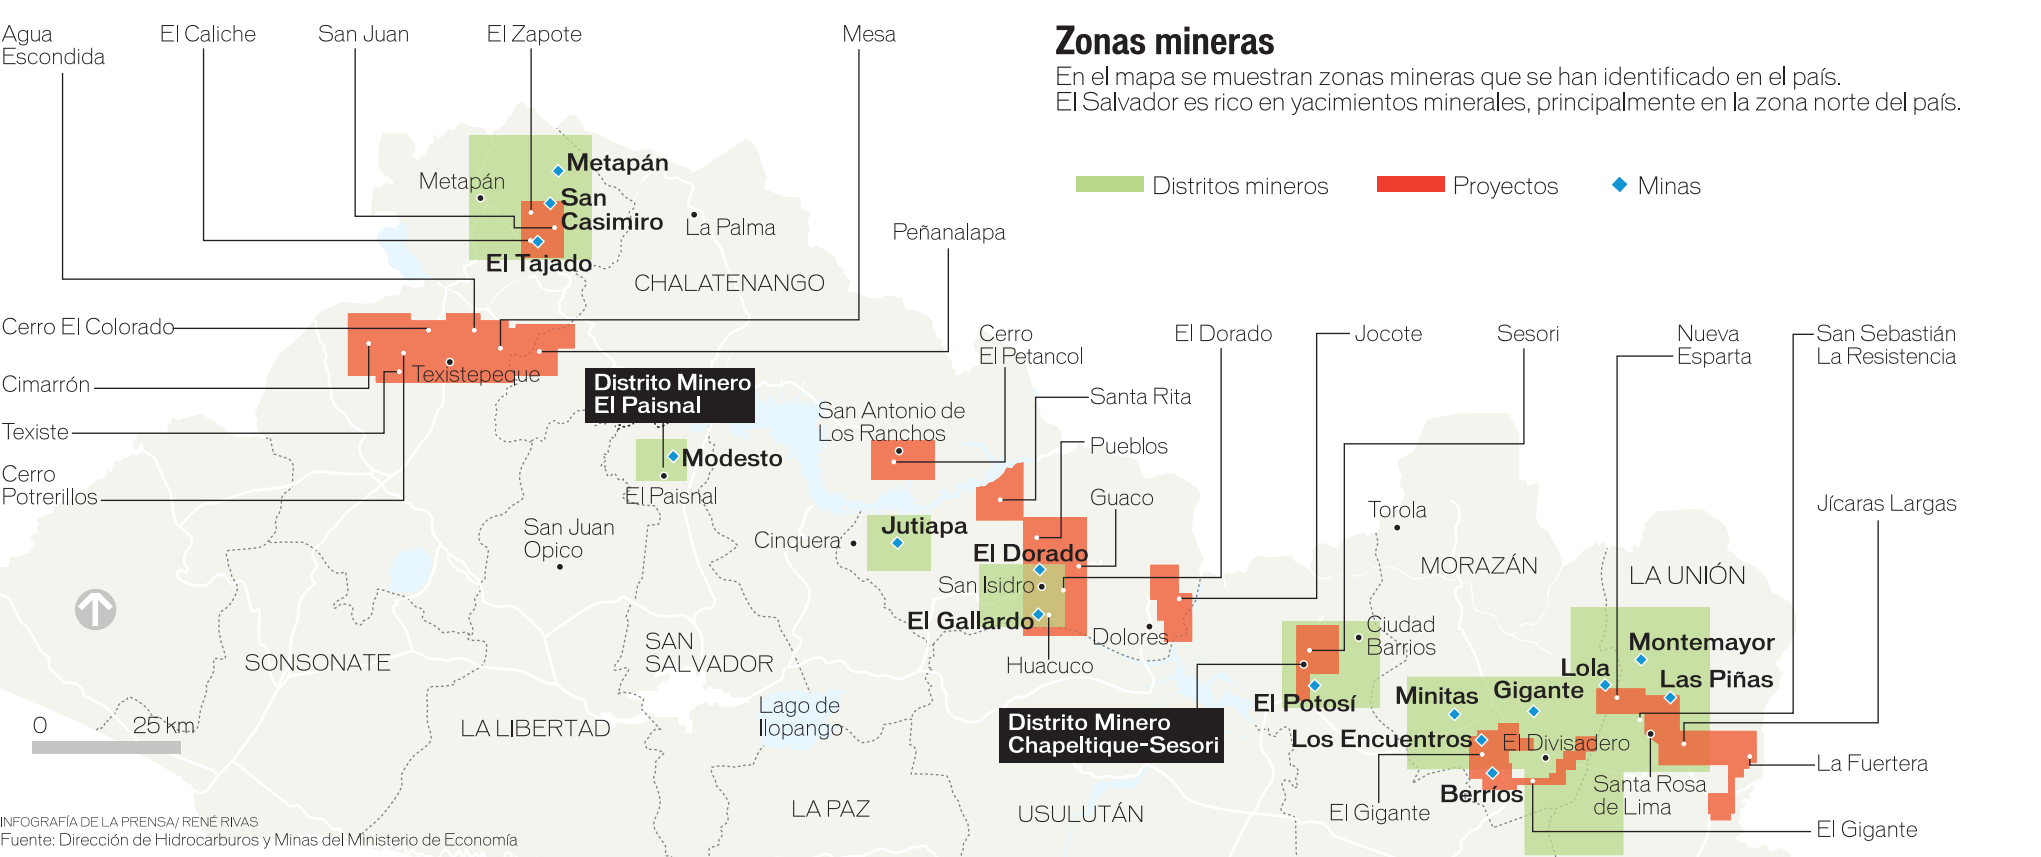 Zonas mineras
En el mapa se muestran zonas mineras que se han identificado en el país.
El Salvador es rico en yacimientos minerales, principalmente en la zona norte del país.
Distritos mineros
Proyectos
Minas
Agua
Escondida
El Caliche
San Juan
El Zapote
Mesa
Metapán
Metapán
San
Casimiro
La Palma
El Tajado
Peñanalapa
CHALATENANGO
Cerro El Colorado
Cimarrón
Texistepeque
Texiste
Cerro
Potrerillos
Distrito Minero
El Paisnal
Modesto
El Paisnal
San Antonio de
Los Ranchos
Cerro
El Petancol
El Dorado
Jocote
Sesori
Nueva
Esparta
San Sebastián
La Resistencia
Santa Rita
Pueblos
Guaco
Jícaras Largas
San Juan
Opico
Cinquera
Jutiapa
El Dorado
San Isidro
El Gallardo
Huacuco
Dolores
Torola
MORAZÁN
LA UNIÓN
Ciudad
Barrios
SONSONATE
SAN
SALVADOR
LA LIBERTAD
Lago de
Ilopango
Distrito Minero
Chapeltique-Sesori
El Potosí
Minitas
Gigante
Lola
Montemayor
Las Piñas
Los Encuentros
El Divisadero
Berríos
El Gigante
Santa Rosa
de Lima
La Fuertera
El Gigante
LA PAZ
USULUTÁN
0
25 km
INFOGRAFÍA DE LA PRENSA/ RENÉ RIVAS
Fuente: Dirección de Hidrocarburos y Minas del Ministerio de Economía